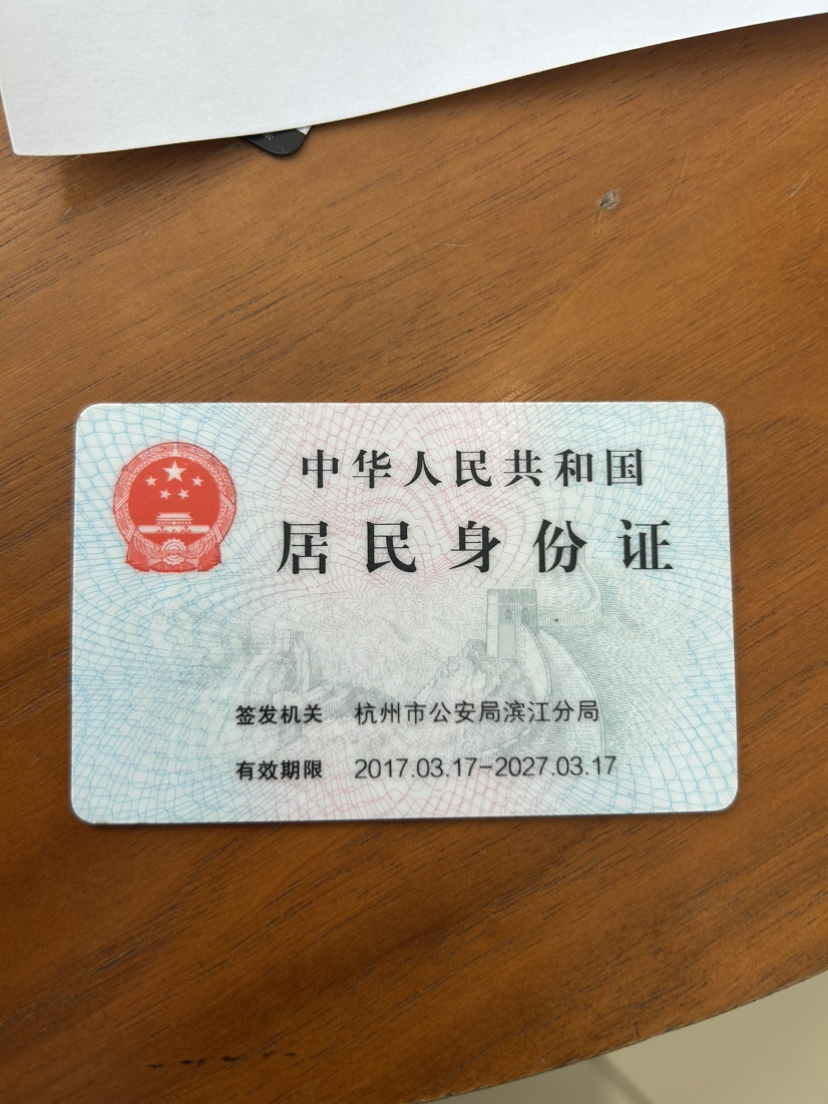 中华人民共和国
居民身份证
签发机关 杭州市公安局滨江分局
有效期限 2017.03.17-2027.03.17